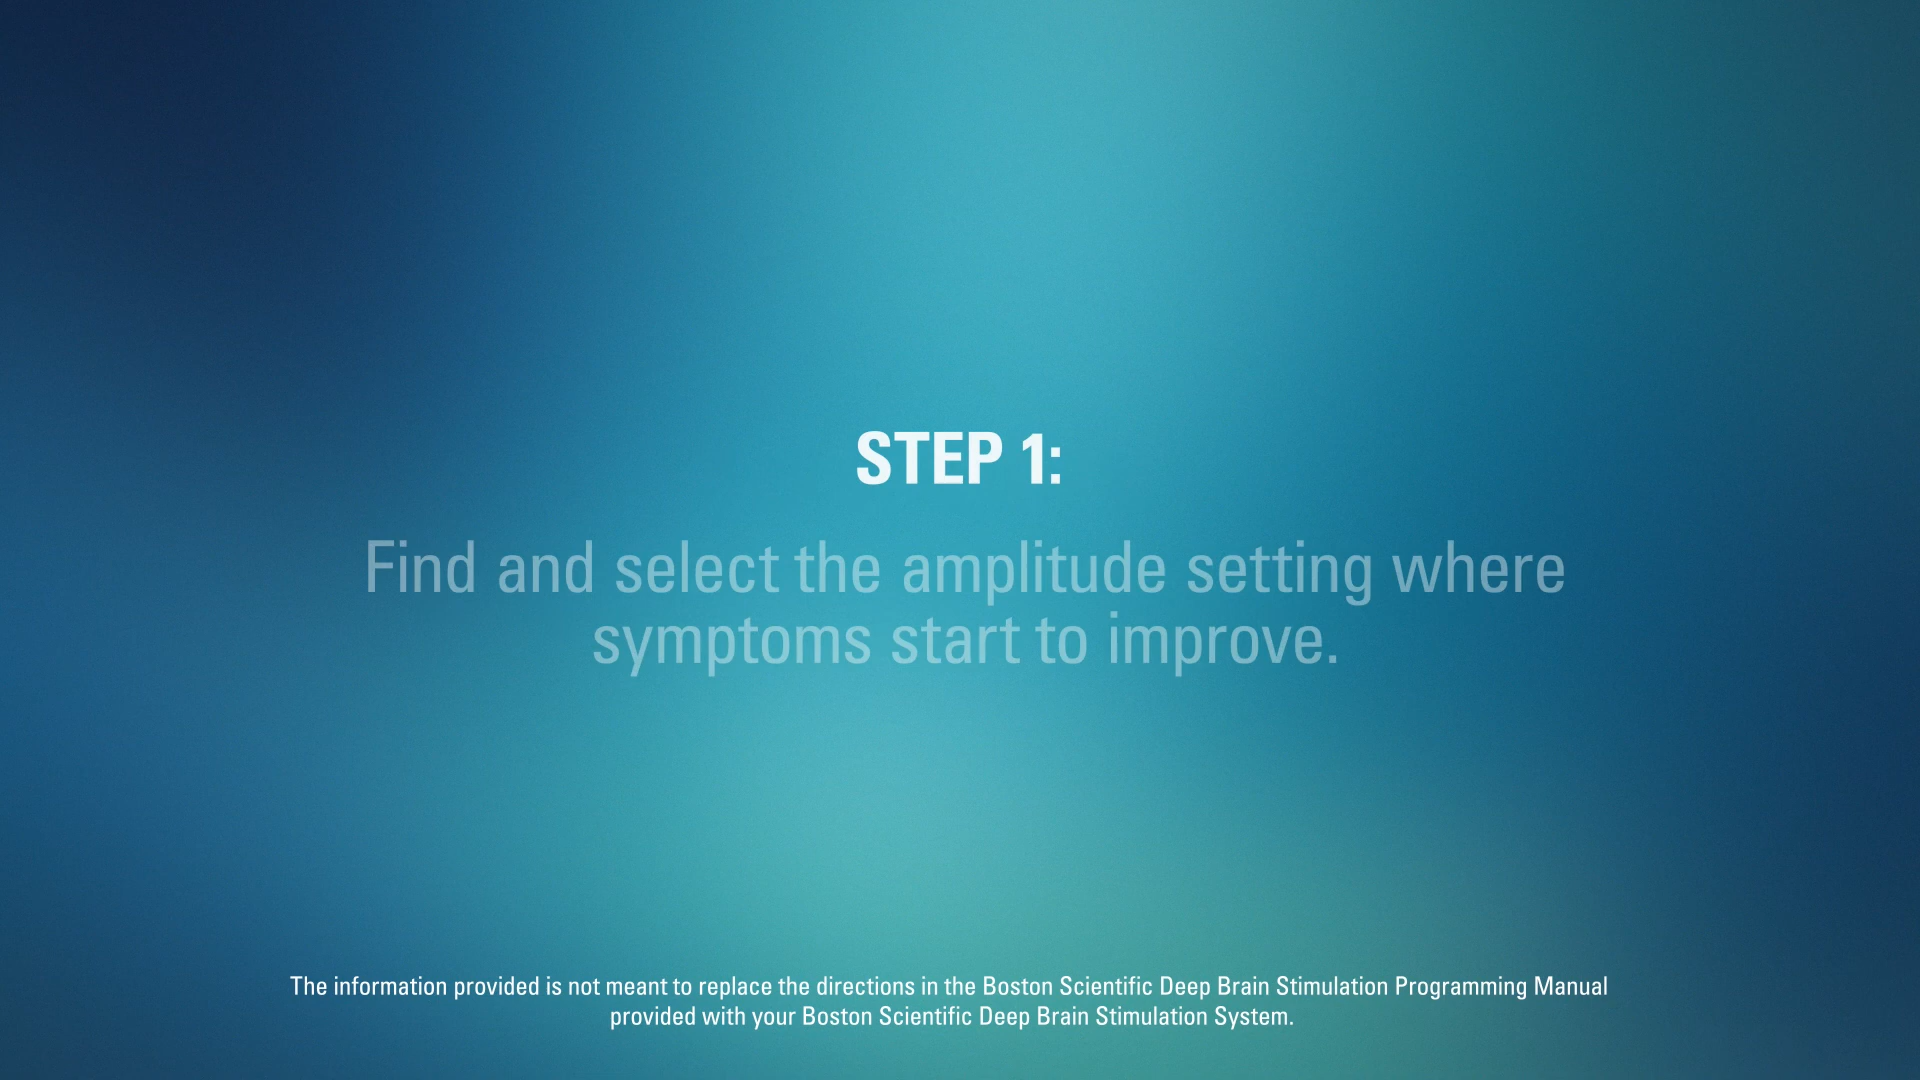 STEP 1:
Find and select the amplitude setting where
symptoms start to improve.
The information provided is not meant to replace the directions in the Boston Scientific Deep Brain Stimulation Programming Manual
provided with your Boston Scientific Deep Brain Stimulation System.